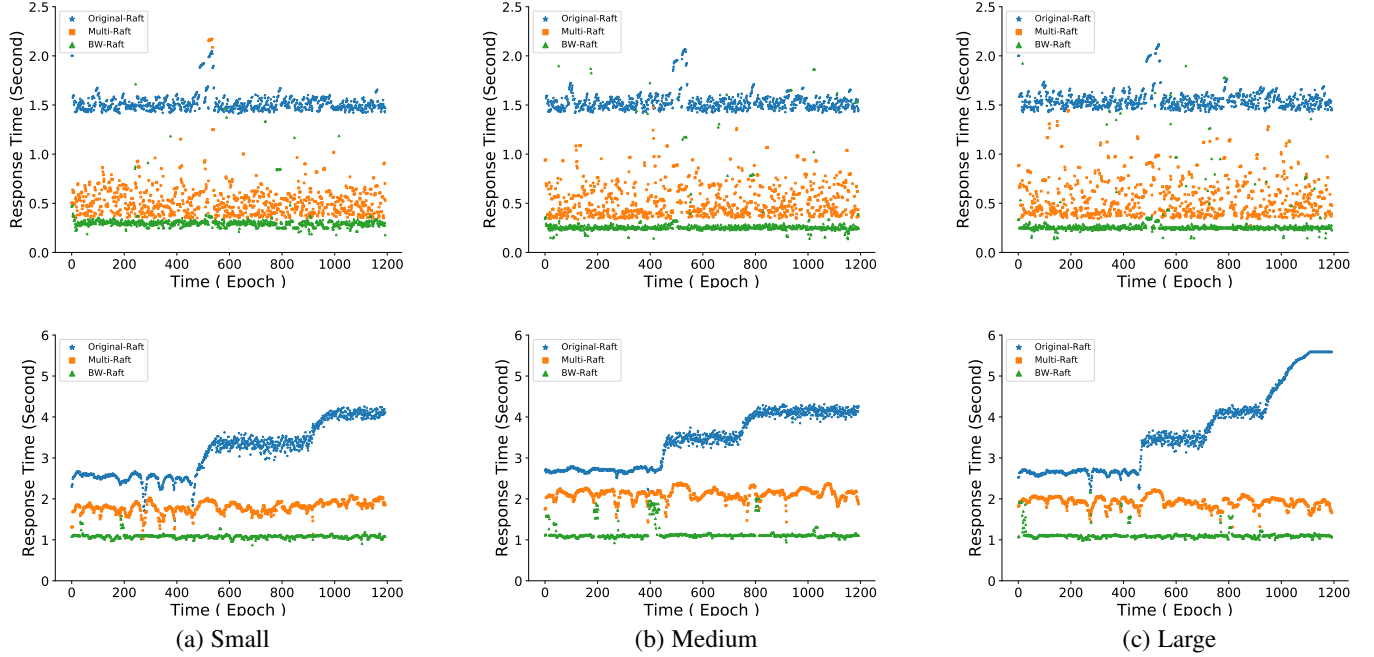 2.5
2.0
1.5
1.0
0.5
0.0
Response Time (Second)
Original-Raft
Multi-Raft
BW-Raft
0 200 400 600 800 1000 1200
Time ( Epoch )
2.5
2.0
1.5
1.0
0.5
0.0
Response Time (Second)
Original-Raft
Multi-Raft
BW-Raft
0 200 400 600 800 1000 1200
Time ( Epoch )
2.5
2.0
1.5
1.0
0.5
0.0
Response Time (Second)
Original-Raft
Multi-Raft
BW-Raft
0 200 400 600 800 1000 1200
Time ( Epoch )
6
5
4
3
2
1
0
Response Time (Second)
Original-Raft
Multi-Raft
BW-Raft
0 200 400 600 800 1000 1200
Time ( Epoch )
(a) Small
6
5
4
3
2
1
0
Response Time (Second)
Original-Raft
Multi-Raft
BW-Raft
0 200 400 600 800 1000 1200
Time ( Epoch )
(b) Medium
6
5
4
3
2
1
0
Response Time (Second)
Original-Raft
Multi-Raft
BW-Raft
0 200 400 600 800 1000 1200
Time ( Epoch )
(c) Large